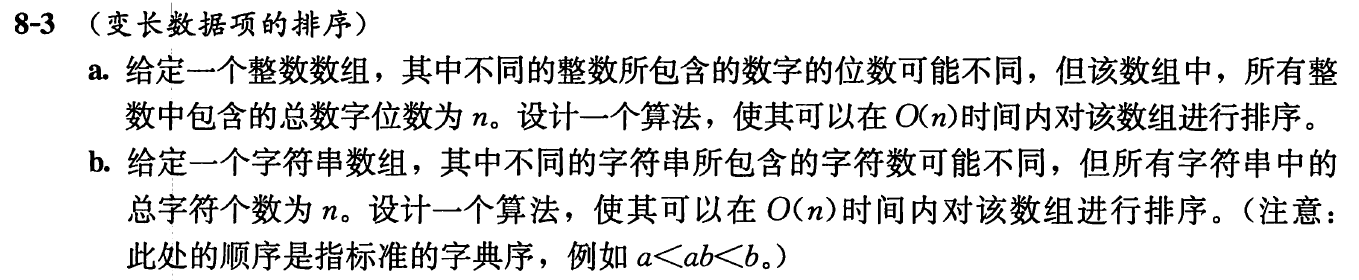 8-3 （变长数据项的排序）
a. 给定一个整数数组，其中不同的整数所包含的数字的位数可能不同，但该数组中，所有整
数中包含的总数字位数为 n。设计一个算法，使其可以在 O(n)时间内对该数组进行排序。
b. 给定一个字符串数组，其中不同的字符串所包含的字符数可能不同，但所有字符串中的
总字符个数为 n。设计一个算法，使其可以在 O(n)时间内对该数组进行排序。（注意：
此处的顺序是指标准的字典序，例如 a<ab<b。）